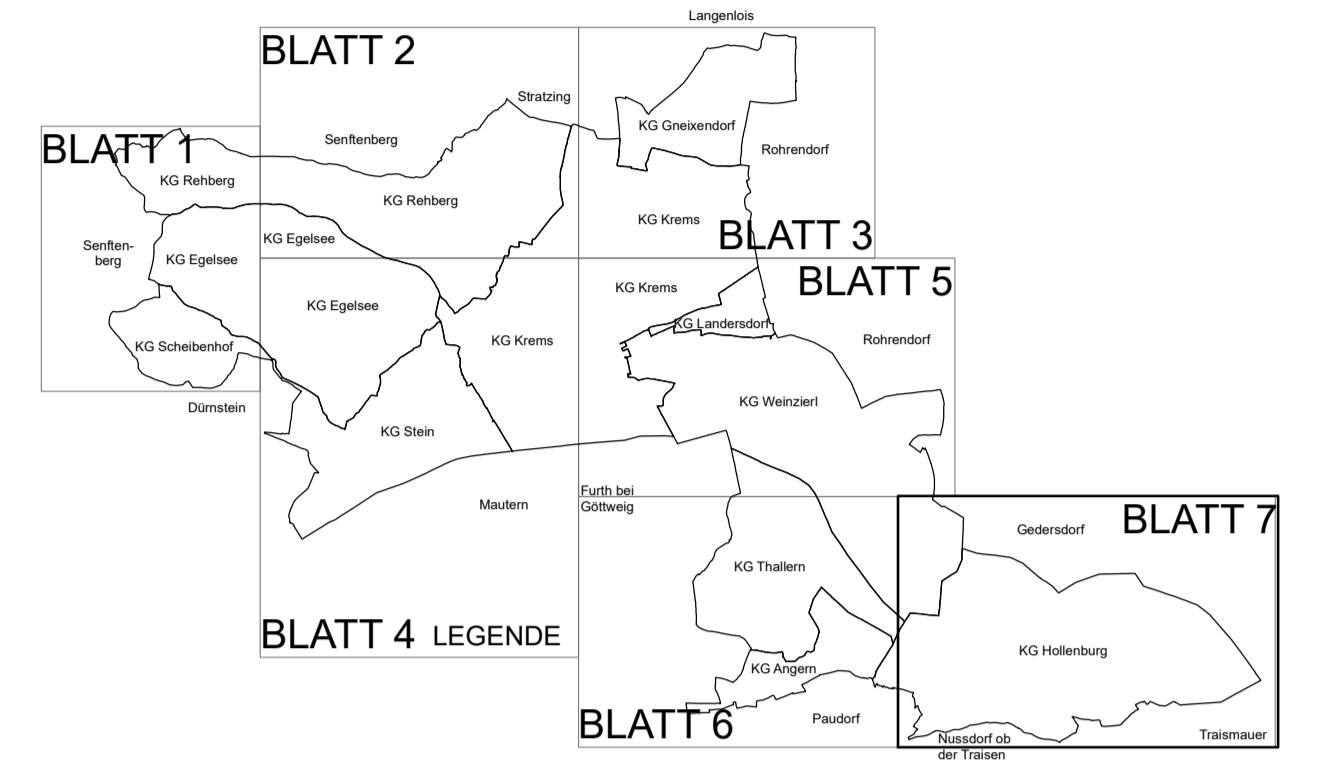 Langenlois
BLATT 2
Stratzing
KG Gneixendorf
Senftenberg
BLATT 1
Rohrendorf
KG Rehberg
KG Rehberg
KG Krems
BLATT 3
KG Egelsee
Senften-
berg
KG Egelsee
BLATT 5
KG Krems
KG Egelsee
KG Landersdorf
KG Krems
Rohrendorf
KG Scheibenhof
KG Weinzierl
Dürnstein
KG Stein
Furth bei
Göttweig
Mautern
BLATT 7
Gedersdorf
KG Thallern
BLATT 4
LEGENDE
KG Hollenburg
KG Angern
BLATT 6
Paudorf
Nussdorf ob
der Traisen
Traismauer